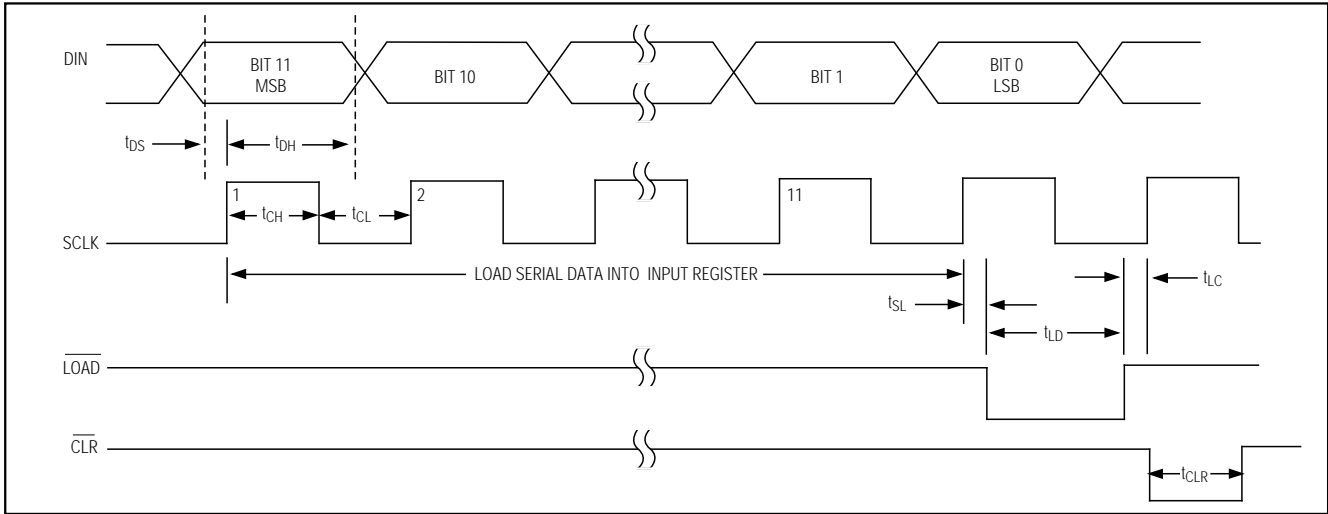 DIN
BIT 11
MSB
BIT 10
BIT 1
BIT 0
LSB
tDS
tDH
1
2
11
tCH
tCL
SCLK
LOAD SERIAL DATA INTO INPUT REGISTER
tLC
tSL
tLD
LOAD
CLR
tCLR